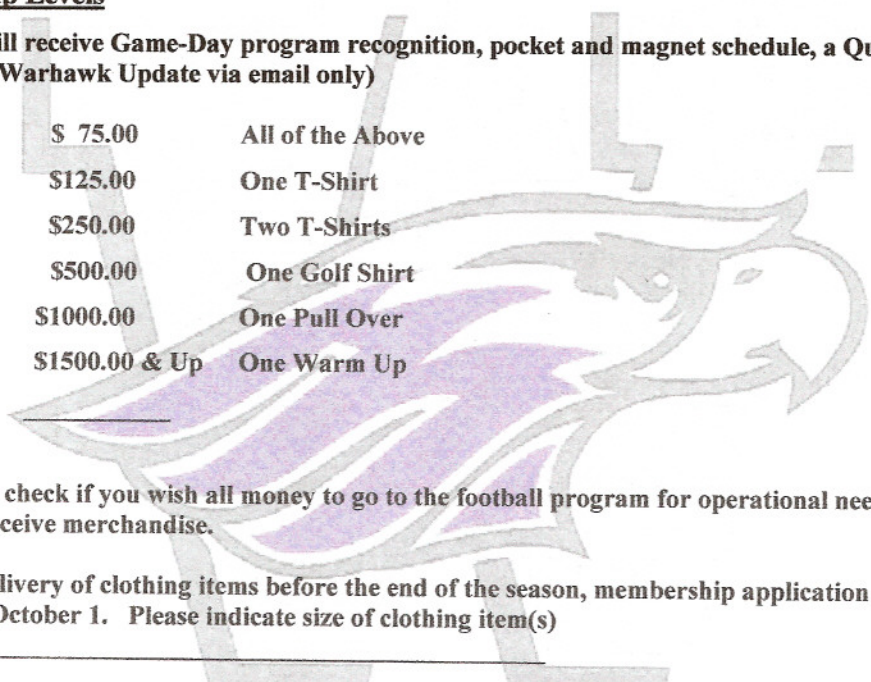 p Levels
ill receive Game-Day program recognition, pocket and magnet schedule, a Qu
Warhawk Update via email only)
$ 75.00 All of the Above
$125.00 One T-Shirt
$250.00 Two T-Shirts
$500.00 One Golf Shirt
$1000.00 One Pull Over
$1500.00 & Up One Warm Up
check if you wish all money to go to the football program for operational nee
ceive merchandise.
livery of clothing items before the end of the season, membership application
October 1. Please indicate size of clothing item(s)